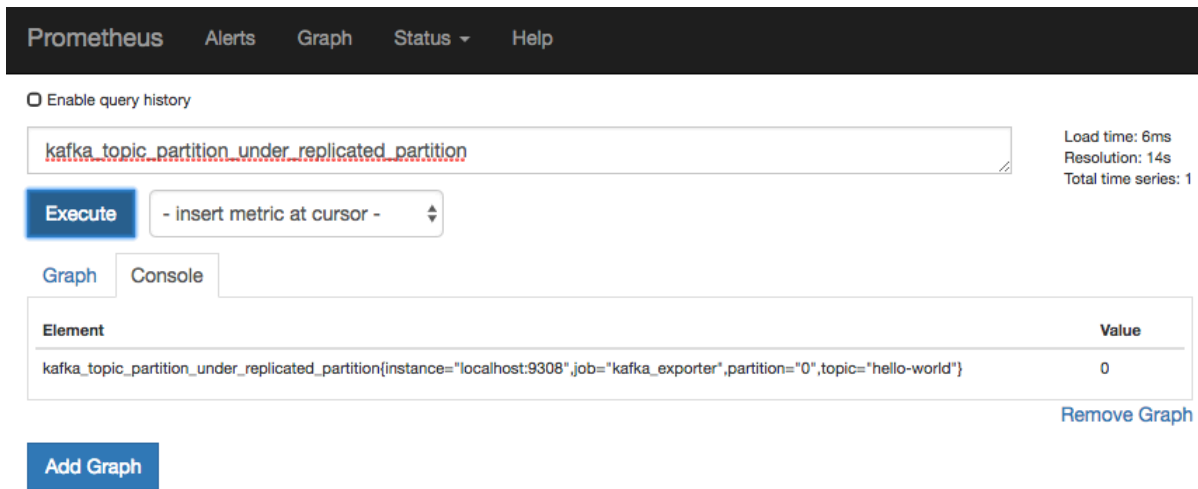 Prometheus Alerts Graph Status Help
Enable query history
kafka_topic_partition_under_replicated_partition
Load time: 6ms
Resolution: 14s
Total time series: 1
Execute - insert metric at cursor -
Graph Console
Element Value
kafka_topic_partition_under_replicated_partition{instance="localhost:9308",job="kafka_exporter",partition="0",topic="hello-world"} 0
Remove Graph
Add Graph